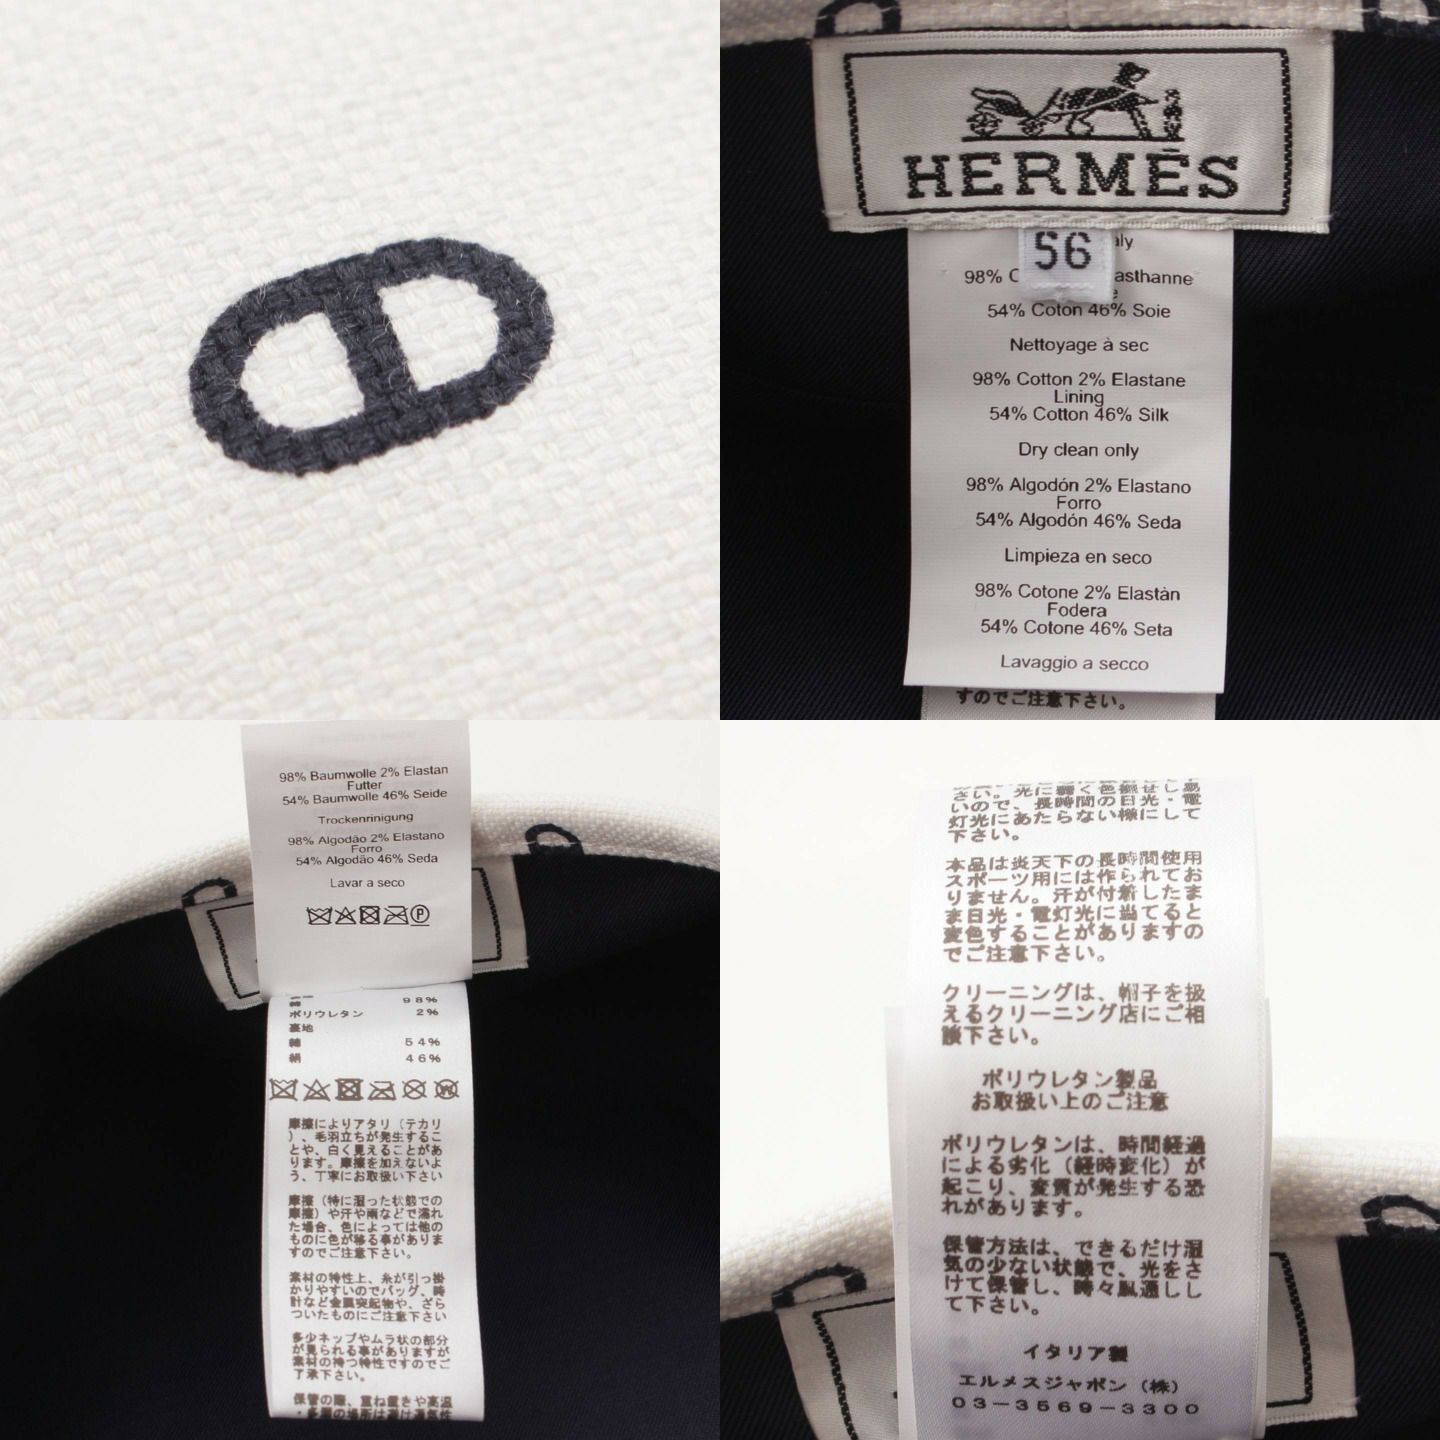 HERMÈS
56
aly
98% C asthanne
e
54% Coton 46% Soie
Nettoyage à sec
98% Cotton 2% Elastane
Lining
54% Cotton 46% Silk
Dry clean only
98% Algodón 2% Elastano
Forro
54% Algodón 46% Seda
Limpieza en seco
98% Cotone 2% Elastàn
Fodera
54% Cotone 46% Seta
Lavaggio a secco
すのでご注意下さい。
98% Baumwolle 2% Elastan
Futter
54% Baumwolle 46% Seide
Trockenrinigung
98% Algodão 2% Elastano
Forro
54% Algodão 46% Seda
Lavar a seco
P
綿 98%
ポリウレタン 2%
裏地
綿 54%
絹 46%
W
摩擦によりアタリ（テカリ
）、毛羽立ちが発生するこ
とや、白く見えることがあ
ります。摩擦を加えないよ
う、丁寧にお取扱い下さい
摩擦（特に湿った状態での
摩擦）や汗や雨などで濡れ
た場合、色によっては他の
ものに色が移る事がありま
すのでご注意下さい。
素材の特性上、糸が引っ掛
かりやすいのでバッグ、時
計など金属突起物や、ざら
ついたものにご注意下さい
多少ネップやムラ状の部分
が見られる事がありますが
素材の持つ特性ですのでご
了承下さい。
保管の際、重ね置きや高温
さい。光に弱く色褪せしあ
いので、長時間の日光・電
灯光にあたらない様にして
下さい。
本品は炎天下の長時間使用
スポーツ用には作られてお
りません。汗が付着したま
ま日光・電灯光に当てると
変色することがありますの
でご注意下さい。
クリーニングは、帽子を扱
えるクリーニング店にご相
談下さい。
ポリウレタン製品
お取扱い上のご注意
ポリウレタンは、時間経過
による劣化（経時変化）が
起こり、変質が発生する恐
れがあります。
保管方法は、できるだけ湿
気の少ない状態で、光をさ
けて保管し、時々風通しし
て下さい。
イタリア製
エルメスジャポン（株）
03-3569-3300